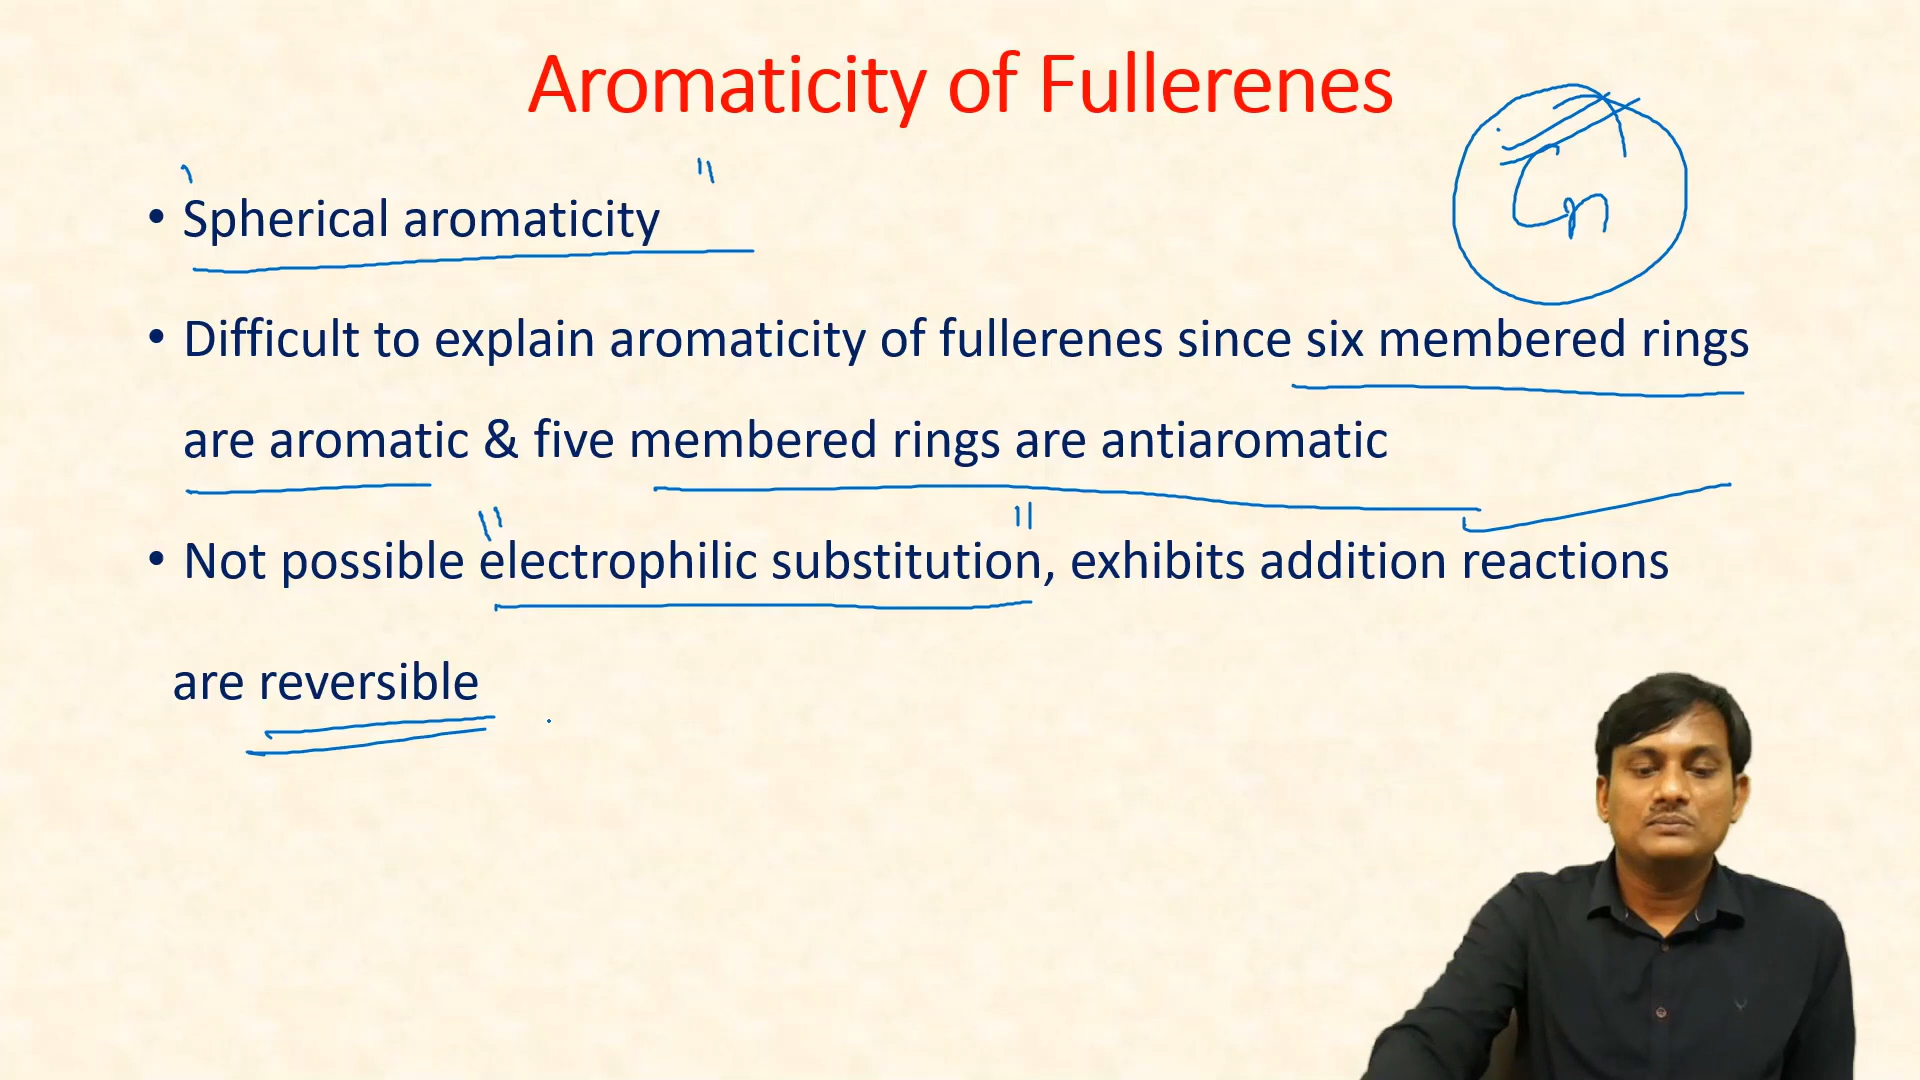 Aromaticity of Fullerenes
Cn
• Spherical aromaticity
• Difficult to explain aromaticity of fullerenes since six membered rings
are aromatic & five membered rings are antiaromatic
• Not possible electrophilic substitution, exhibits addition reactions
are reversible